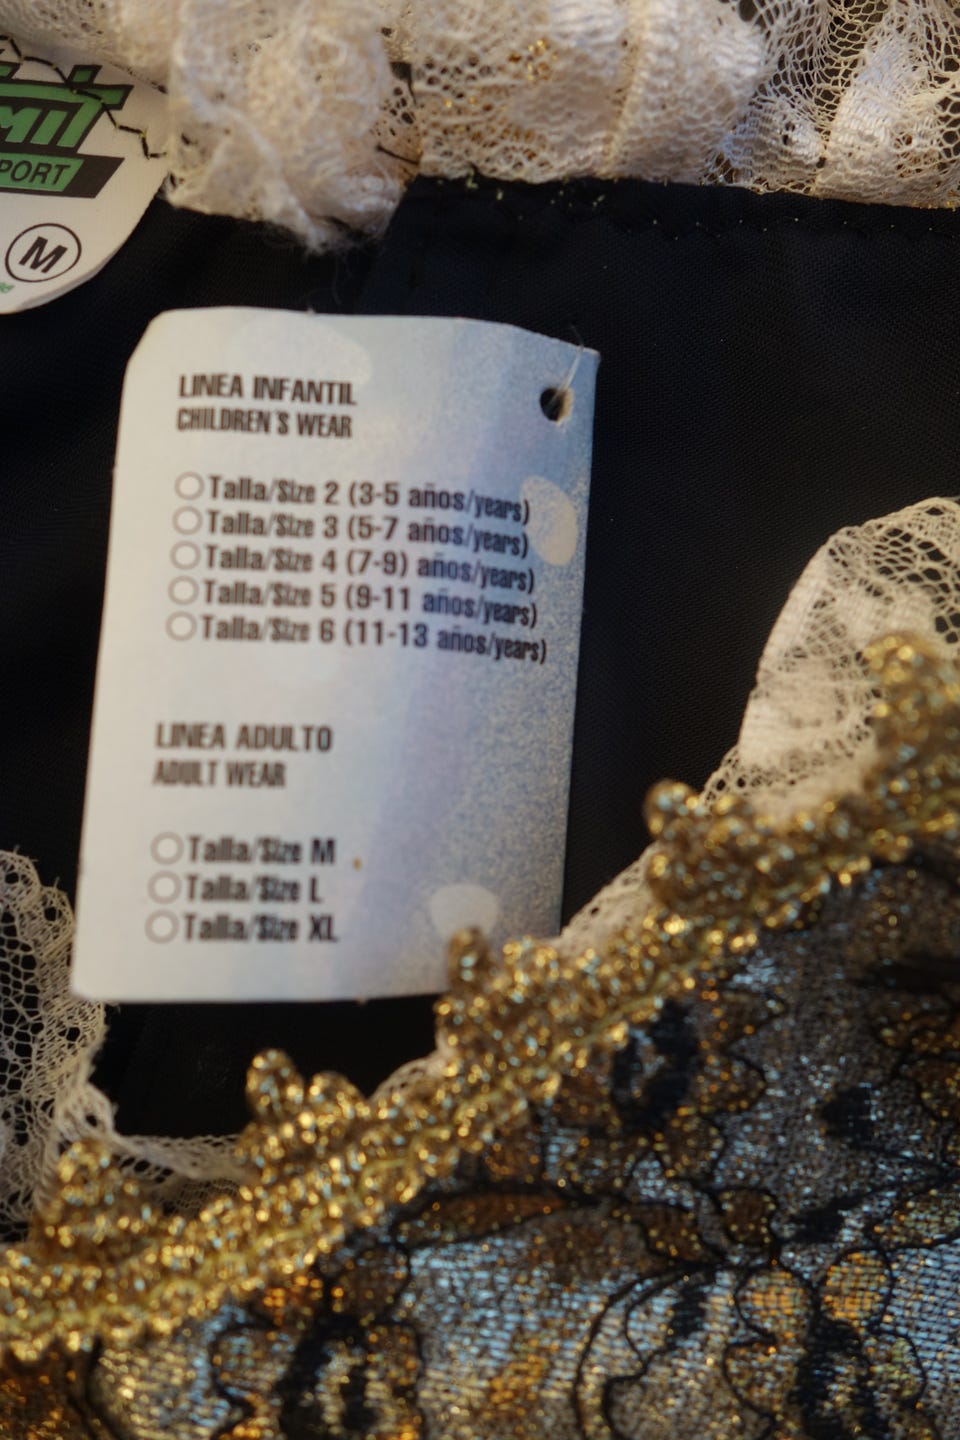 PORT
M
LINEA INFANTIL
CHILDREN'S WEAR
Talla/Size 2 (3-5 años/years)
Talla/Size 3 (5-7 años/years)
Talla/Size 4 (7-9) años/years)
Talla/Size 5 (9-11 años/years)
Talla/Size 6 (11-13 años/years)
LINEA ADULTO
ADULT WEAR
Talla/Size M
Talla/Size L
Talla/Size XL